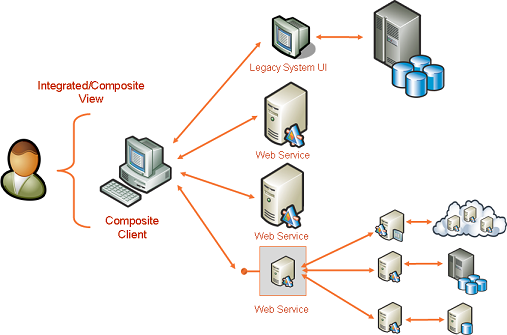 Legacy System UI
Integrated/Composite
View
Web Service
Composite
Client
Web Service
Web Service